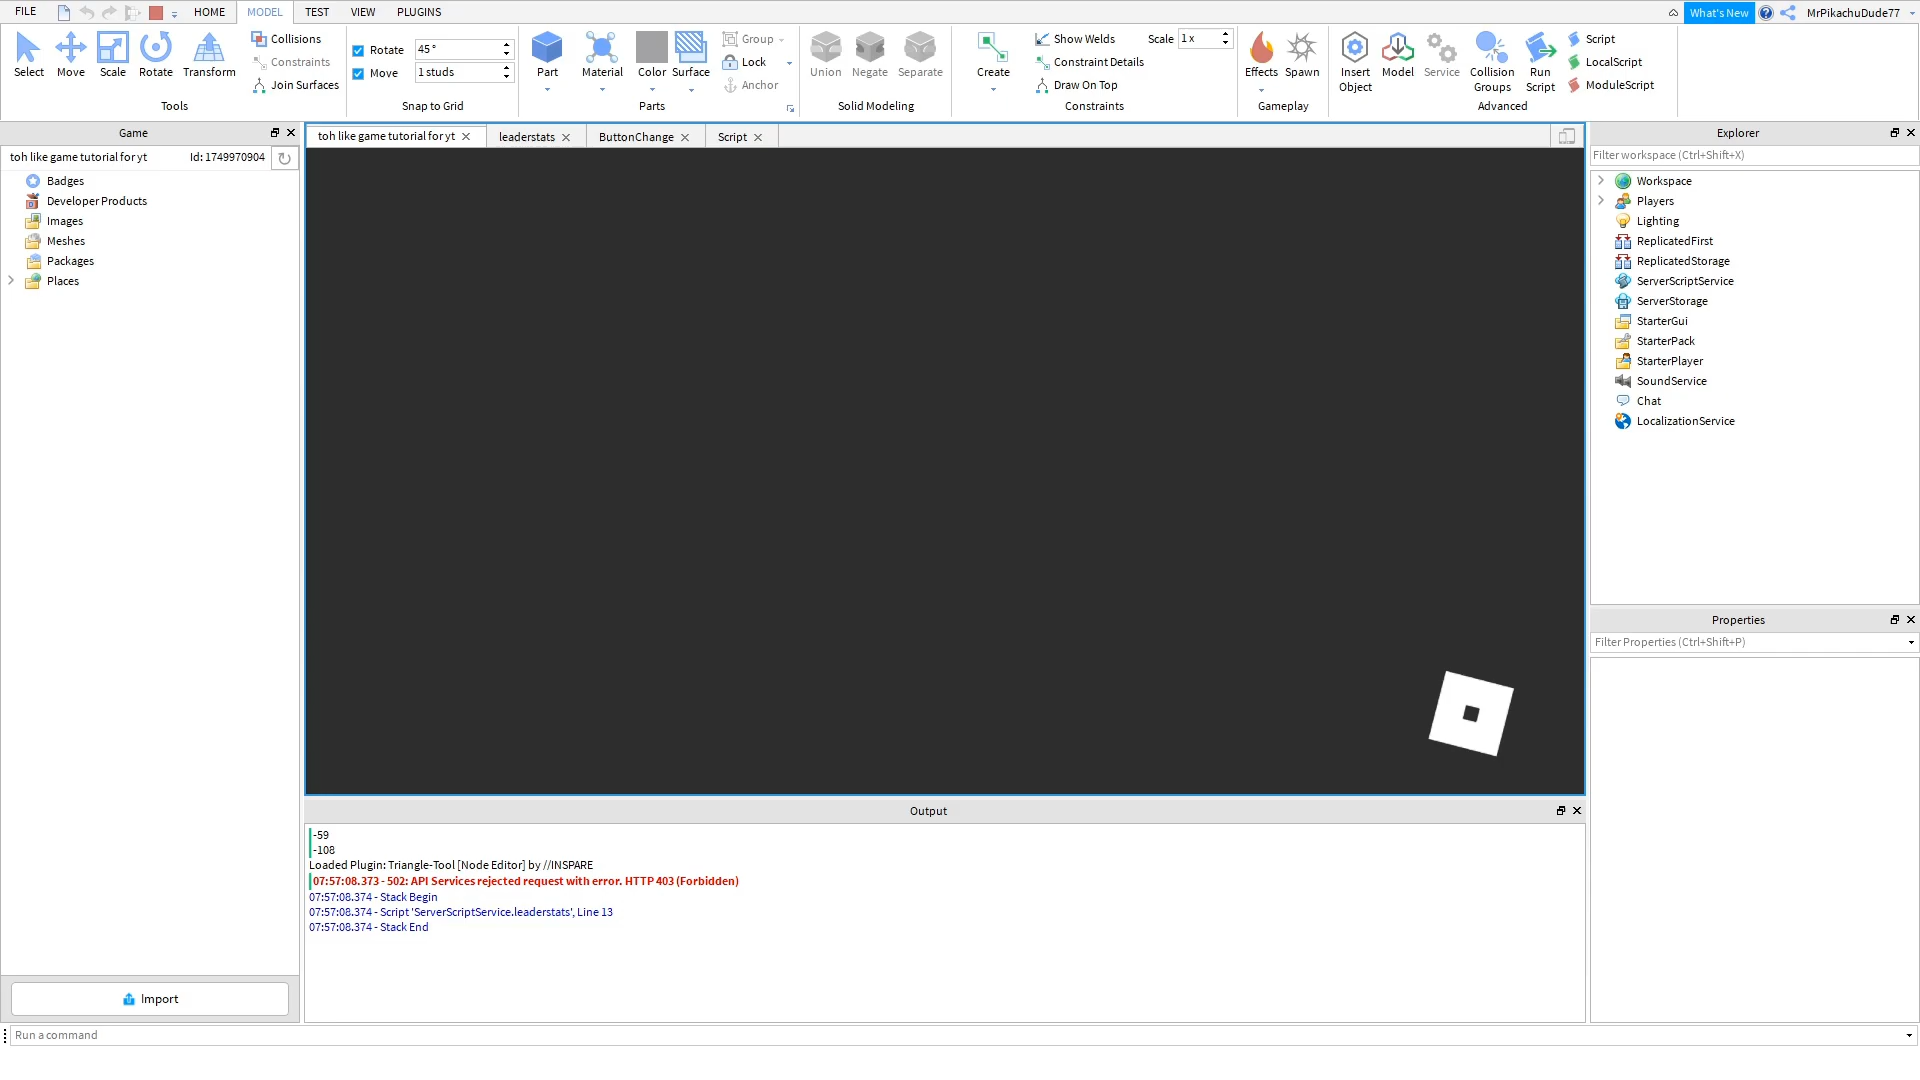 FILE HOME MODEL TEST VIEW PLUGINS What's New MrPikachuDude77
Select Move Scale Rotate Transform
Collisions
Constraints
Join Surfaces
Tools
Rotate 45°
Move 1 studs
Snap to Grid
Part Material Color Surface
Group
Lock
Anchor
Parts
Union Negate Separate
Solid Modeling
Create
Show Welds Scale 1 x
Constraint Details
Draw On Top
Constraints
Effects Spawn
Gameplay
Insert Object Model Service Collision Groups Run Script
Script
LocalScript
ModuleScript
Advanced
Game
toh like game tutorial for yt Id: 1749970904
Badges
Developer Products
Images
Meshes
Packages
Places
Import
toh like game tutorial for yt leaderstats ButtonChange Script
Output
-59
-108
Loaded Plugin: Triangle-Tool [Node Editor] by //INSPARE
07:57:08.373 - 502: API Services rejected request with error. HTTP 403 (Forbidden)
07:57:08.374 - Stack Begin
07:57:08.374 - Script 'ServerScriptService.leaderstats', Line 13
07:57:08.374 - Stack End
Explorer
Filter workspace (Ctrl+Shift+X)
Workspace
Players
Lighting
ReplicatedFirst
ReplicatedStorage
ServerScriptService
ServerStorage
StarterGui
StarterPack
StarterPlayer
SoundService
Chat
LocalizationService
Properties
Filter Properties (Ctrl+Shift+P)
Run a command